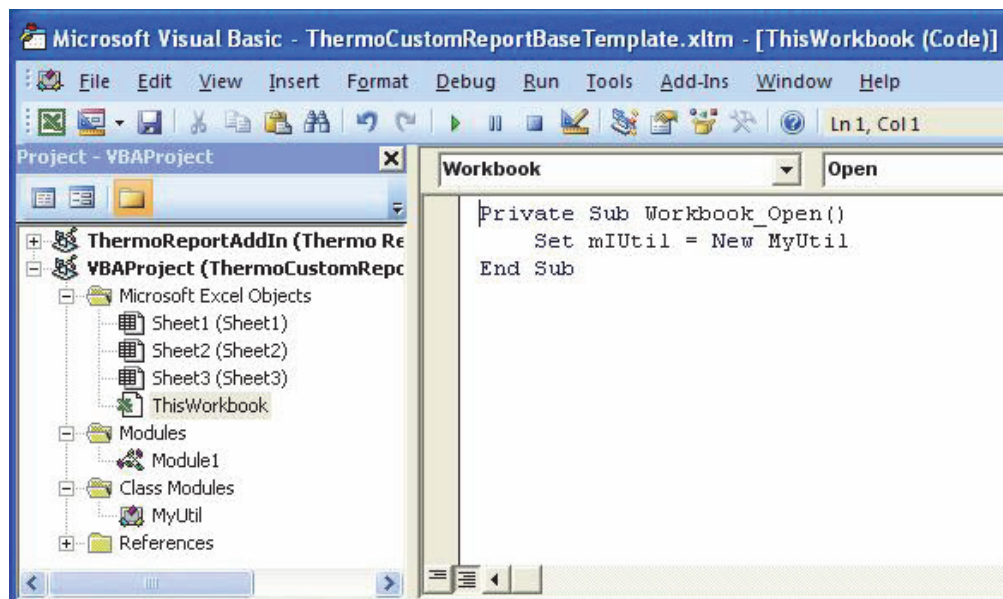 Microsoft Visual Basic - ThermoCustomReportBaseTemplate.xltm - [ThisWorkbook (Code)]
File Edit View Insert Format Debug Run Tools Add-Ins Window Help
Ln 1, Col 1
Project - VBAProject
Workbook
Open
ThermoReportAddIn (Thermo Re
VBAProject (ThermoCustomRepo
Microsoft Excel Objects
Sheet1 (Sheet1)
Sheet2 (Sheet2)
Sheet3 (Sheet3)
ThisWorkbook
Modules
Module1
Class Modules
MyUtil
References
Private Sub Workbook_Open()
Set mIUtil = New MyUtil
End Sub